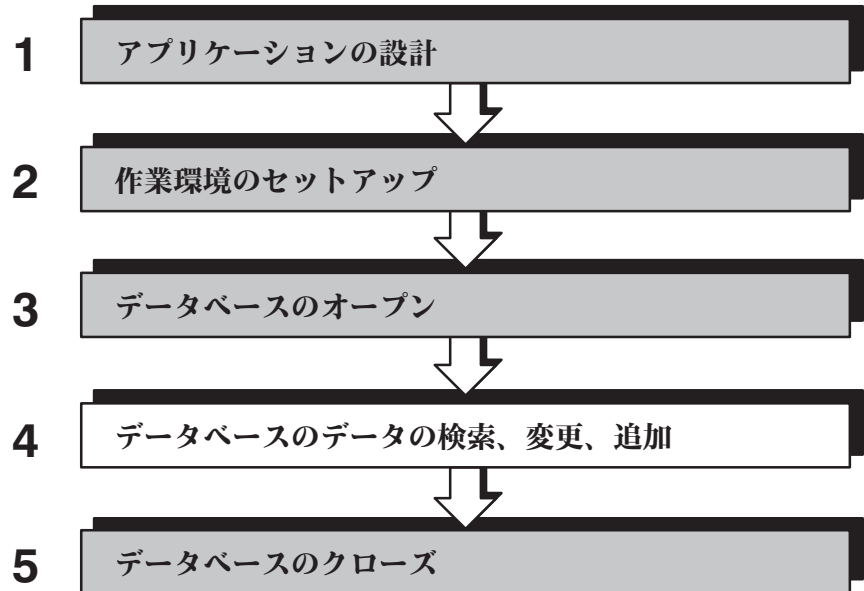 1 アプリケーションの設計
2 作業環境のセットアップ
3 データベースのオープン
4 データベースのデータの検索、変更、追加
5 データベースのクローズ